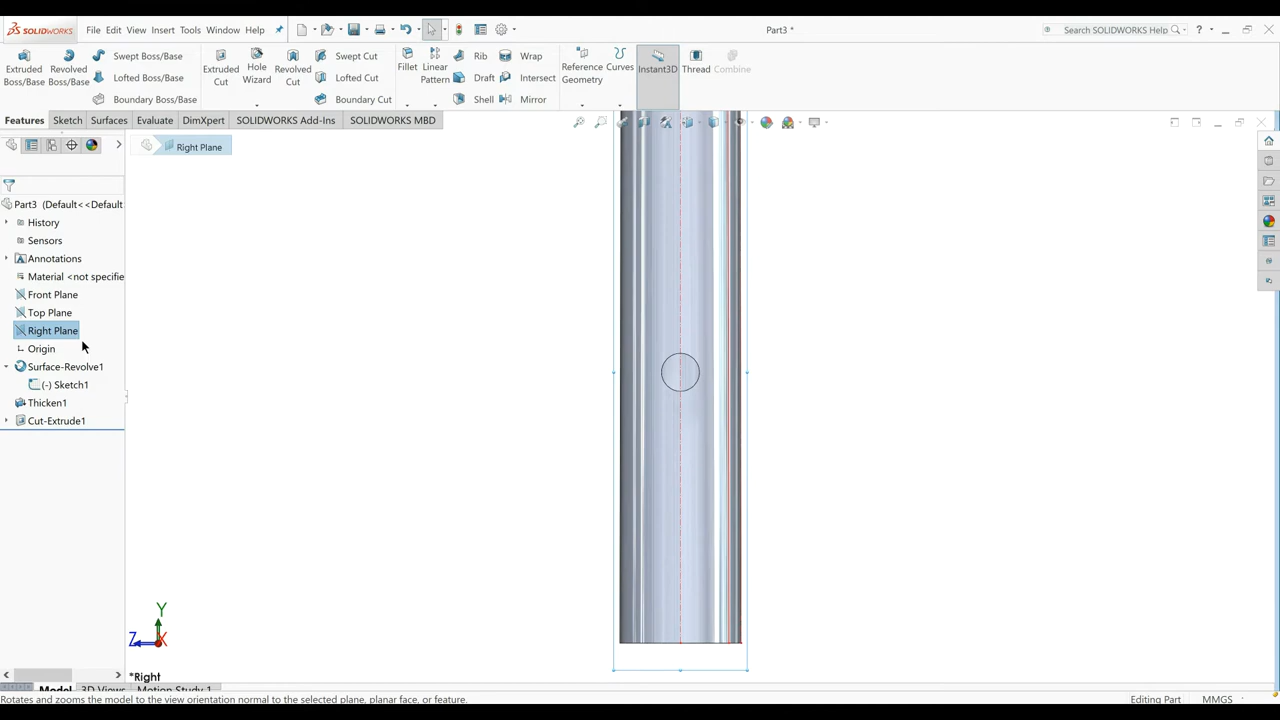 SOLIDWORKS File Edit View Insert Tools Window Help Part3 * Search SOLIDWORKS Help ?
Extruded Boss/Base Revolved Boss/Base Swept Boss/Base Lofted Boss/Base Boundary Boss/Base Extruded Cut Hole Wizard Revolved Cut Swept Cut Lofted Cut Boundary Cut Fillet Linear Pattern Rib Draft Shell Wrap Intersect Mirror Reference Geometry Curves Instant3D Thread Combine
Features Sketch Surfaces Evaluate DimXpert SOLIDWORKS Add-Ins SOLIDWORKS MBD
Right Plane
Part3 (Default<<Default
History
Sensors
Annotations
Material <not specifie
Front Plane
Top Plane
Right Plane
Origin
Surface-Revolve1
(-) Sketch1
Thicken1
Cut-Extrude1
Y
Z X
*Right
Model 3D Views Motion Study 1
Rotates and zooms the model to the view orientation normal to the selected plane, planar face, or feature. Editing Part MMGS